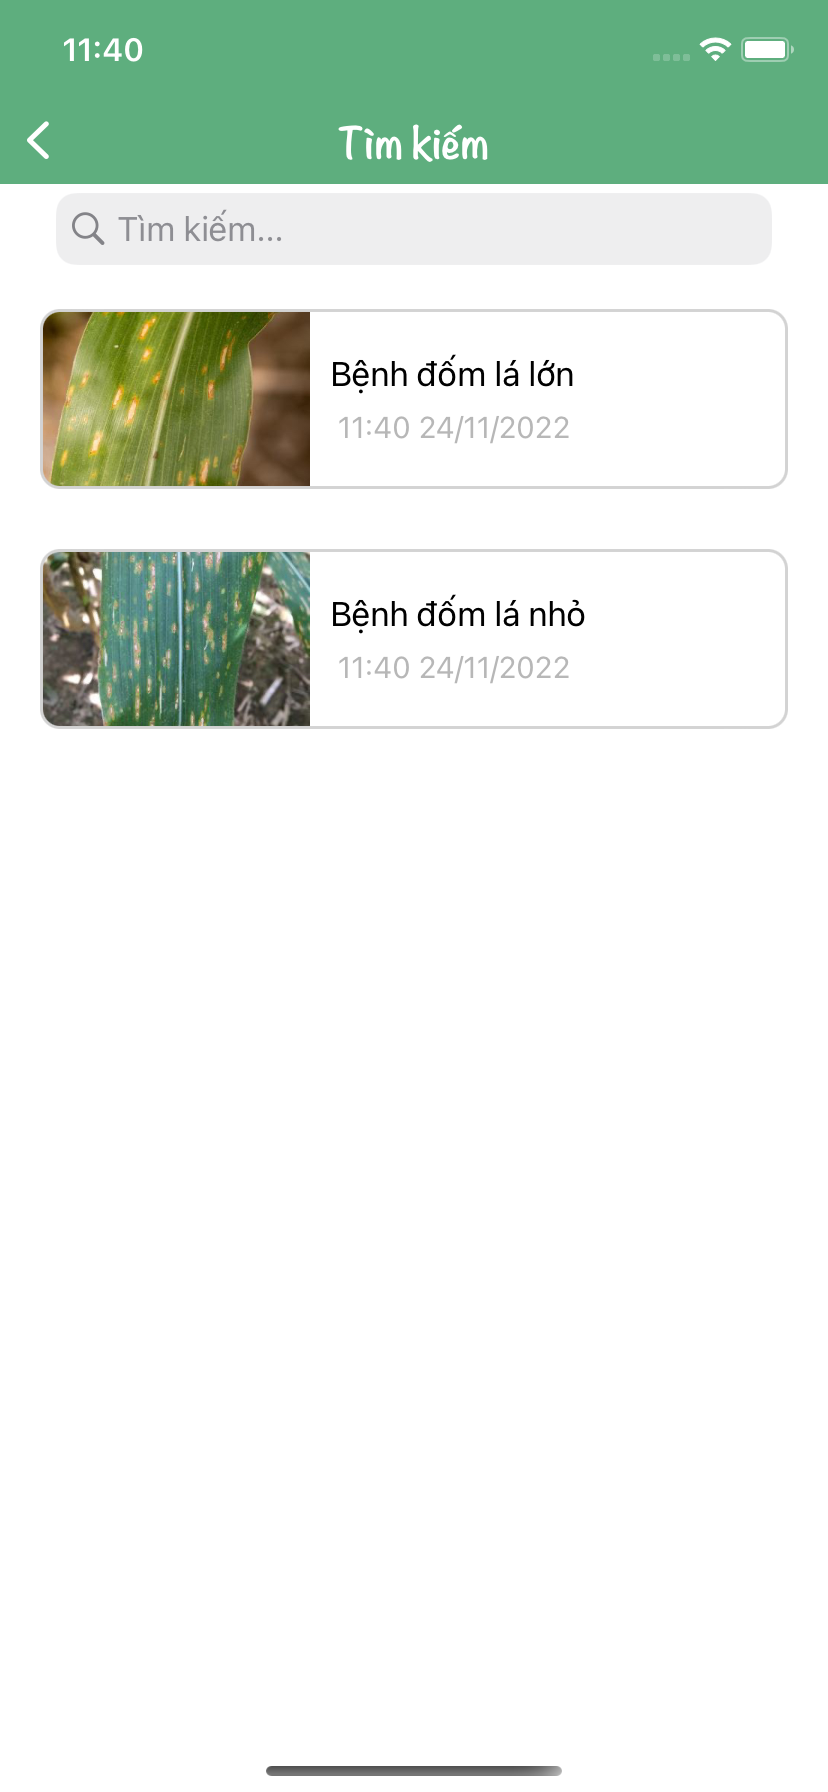 11:40
Tìm kiếm
Tìm kiếm...
Bệnh đốm lá lớn
11:40 24/11/2022
Bệnh đốm lá nhỏ
11:40 24/11/2022